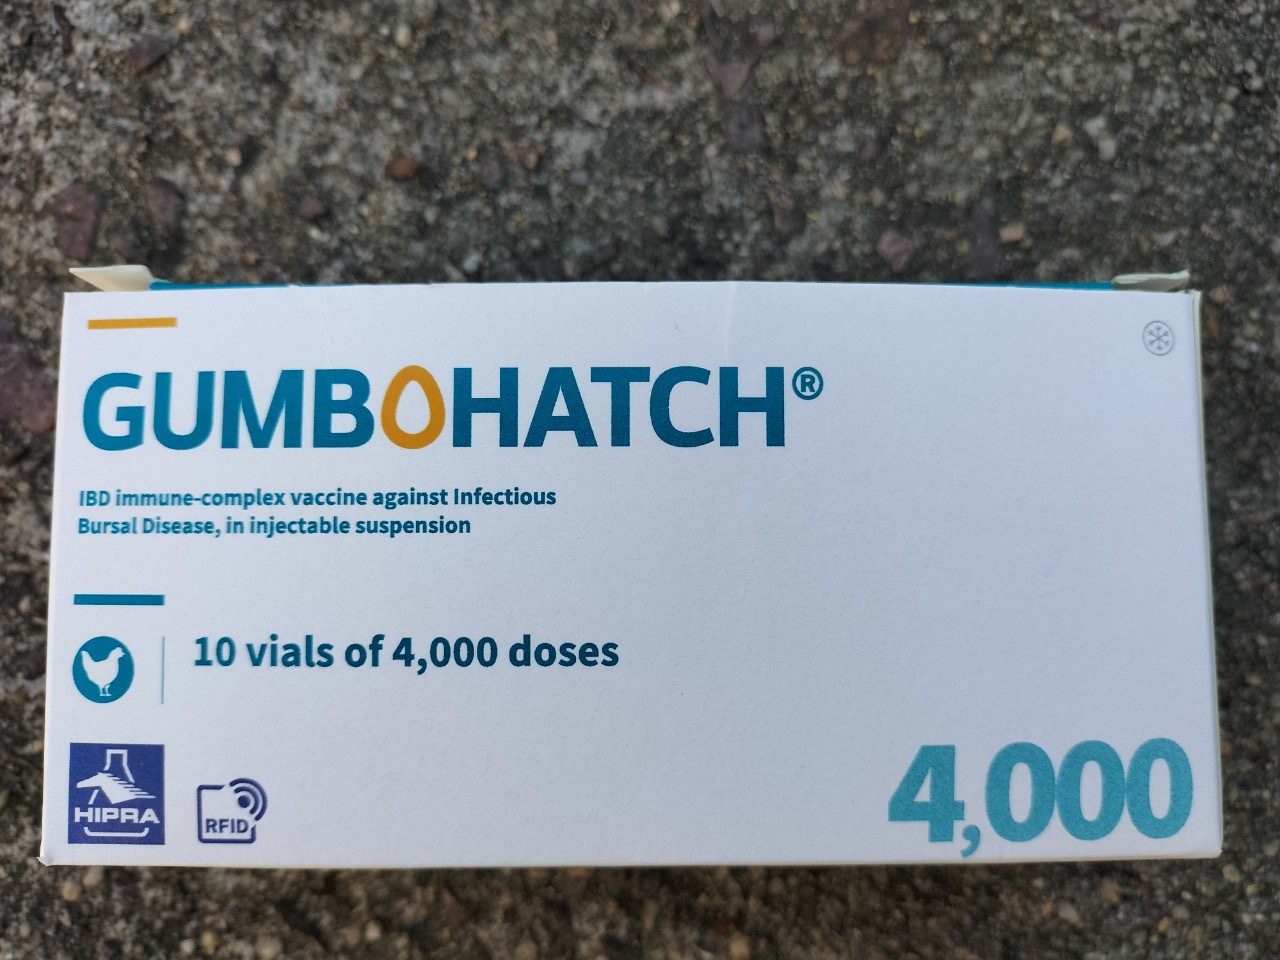 GUMBOHATCH®
IBD immune-complex vaccine against Infectious
Bursal Disease, in injectable suspension
10 vials of 4,000 doses
HIPRA
RFID
4,000